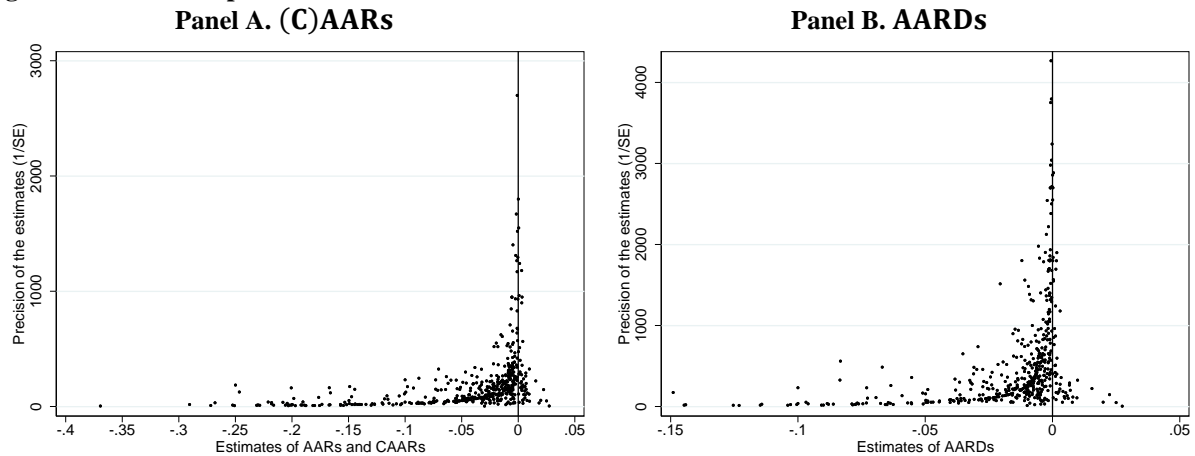 Panel A. (C)AARs
Panel B. AARDs
Precision of the estimates (1/SE)
3000
2000
1000
0
-.4 -.35 -.3 -.25 -.2 -.15 -.1 -.05 0 .05
Estimates of AARs and CAARs
Precision of the estimates (1/SE)
4000
3000
2000
1000
0
-.15 -.1 -.05 0 .05
Estimates of AARDs